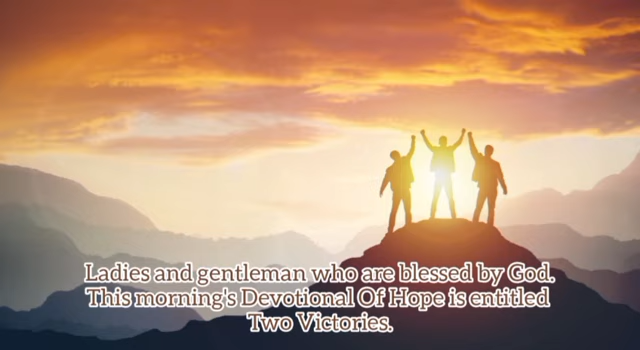 Ladies and gentleman who are blessed by God.
This morning's Devotional Of Hope is entitled
Two Victories.